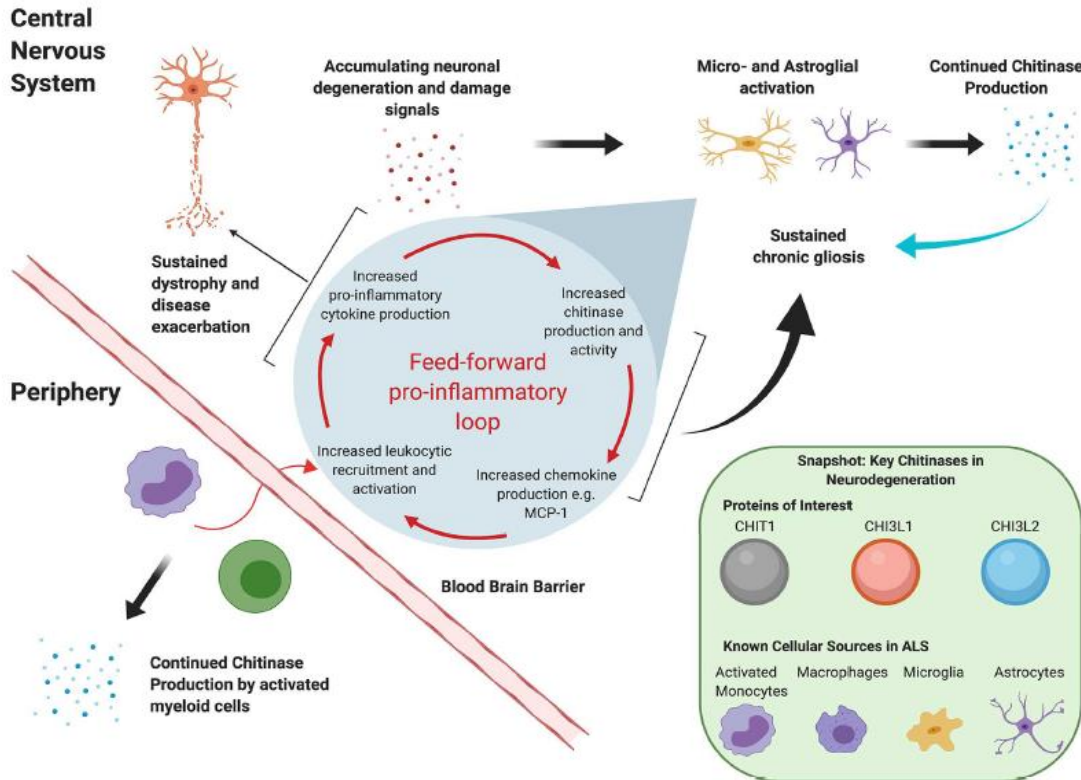 Central
Nervous
System
Accumulating neuronal
degeneration and damage
signals
Micro- and Astroglial
activation
Continued Chitinase
Production
Sustained
dystrophy and
disease
exacerbation
Increased
pro-inflammatory
cytokine production
Increased
chitinase
production and
activity
Sustained
chronic gliosis
Feed-forward
pro-inflammatory
loop
Periphery
Increased leukocytic
recruitment and
activation
Increased chemokine
production e.g.
MCP-1
Blood Brain Barrier
Continued Chitinase
Production by activated
myeloid cells
Snapshot: Key Chitinases in
Neurodegeneration
Proteins of Interest
CHIT1
CHI3L1
CHI3L2
Known Cellular Sources in ALS
Activated
Monocytes
Macrophages
Microglia
Astrocytes